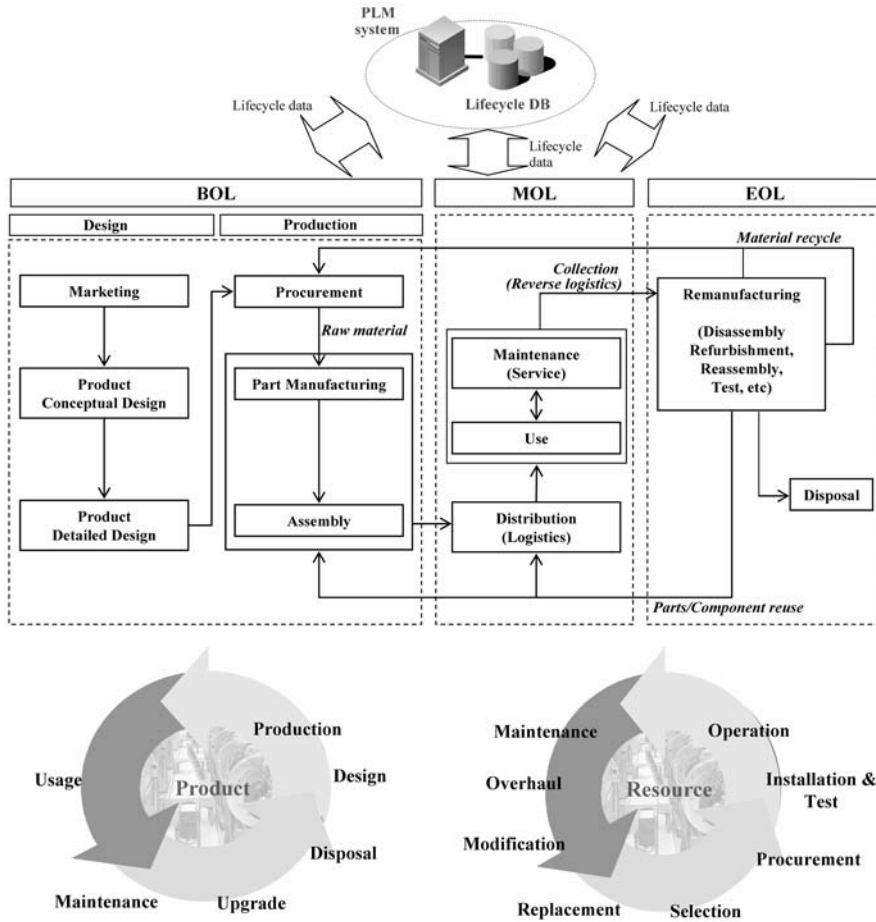 PLM
system
Lifecycle DB
Lifecycle data
Lifecycle data
Lifecycle
data
BOL
MOL
EOL
Design
Production
Material recycle
Collection
(Reverse logistics)
Marketing
Procurement
Remanufacturing
(Disassembly
Refurbishment,
Reassembly,
Test, etc)
Raw material
Maintenance
(Service)
Product
Conceptual Design
Part Manufacturing
Use
Disposal
Product
Detailed Design
Assembly
Distribution
(Logistics)
Parts/Component reuse
Production
Usage
Product
Design
Disposal
Maintenance
Upgrade
Maintenance
Operation
Overhaul
Resource
Installation &
Test
Modification
Procurement
Replacement
Selection